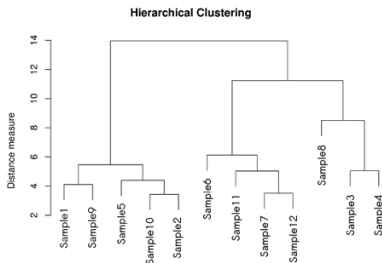 Hierarchical Clustering
Distance measure
14
12
10
8
6
4
2
Sample1
Sample9
Sample5
Sample10
Sample2
Sample6
Sample11
Sample7
Sample12
Sample8
Sample3
Sample4